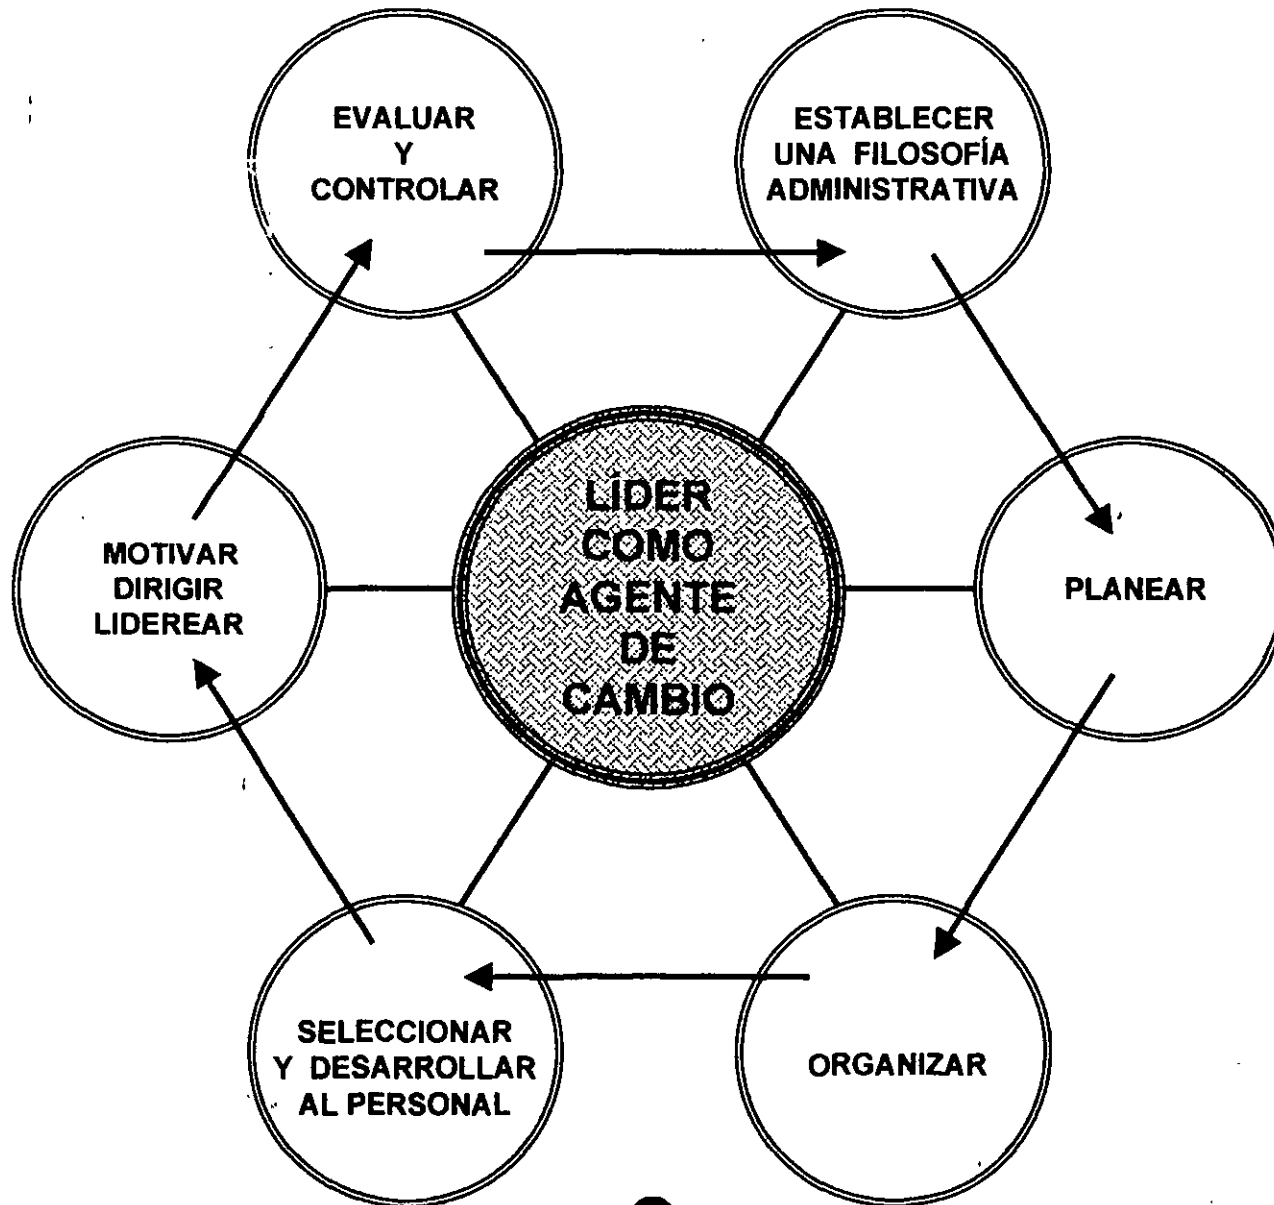 EVALUAR
Y
CONTROLAR
ESTABLECER
UNA FILOSOFÍA
ADMINISTRATIVA
LÍDER
COMO
AGENTE
DE
CAMBIO
MOTIVAR
DIRIGIR
LIDEREAR
PLANEAR
SELECCIONAR
Y DESARROLLAR
AL PERSONAL
ORGANIZAR